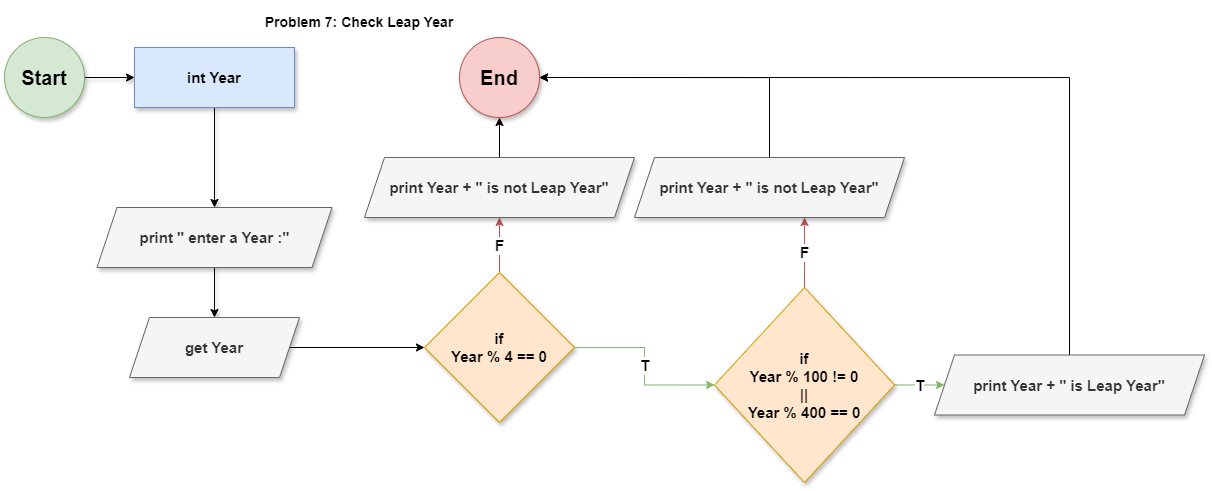 Problem 7: Check Leap Year
Start
int Year
End
print Year + " is not Leap Year"
print Year + " is not Leap Year"
print " enter a Year :"
F
F
get Year
if
Year % 4 == 0
T
if
Year % 100 != 0
||
Year % 400 == 0
T
print Year + " is Leap Year"